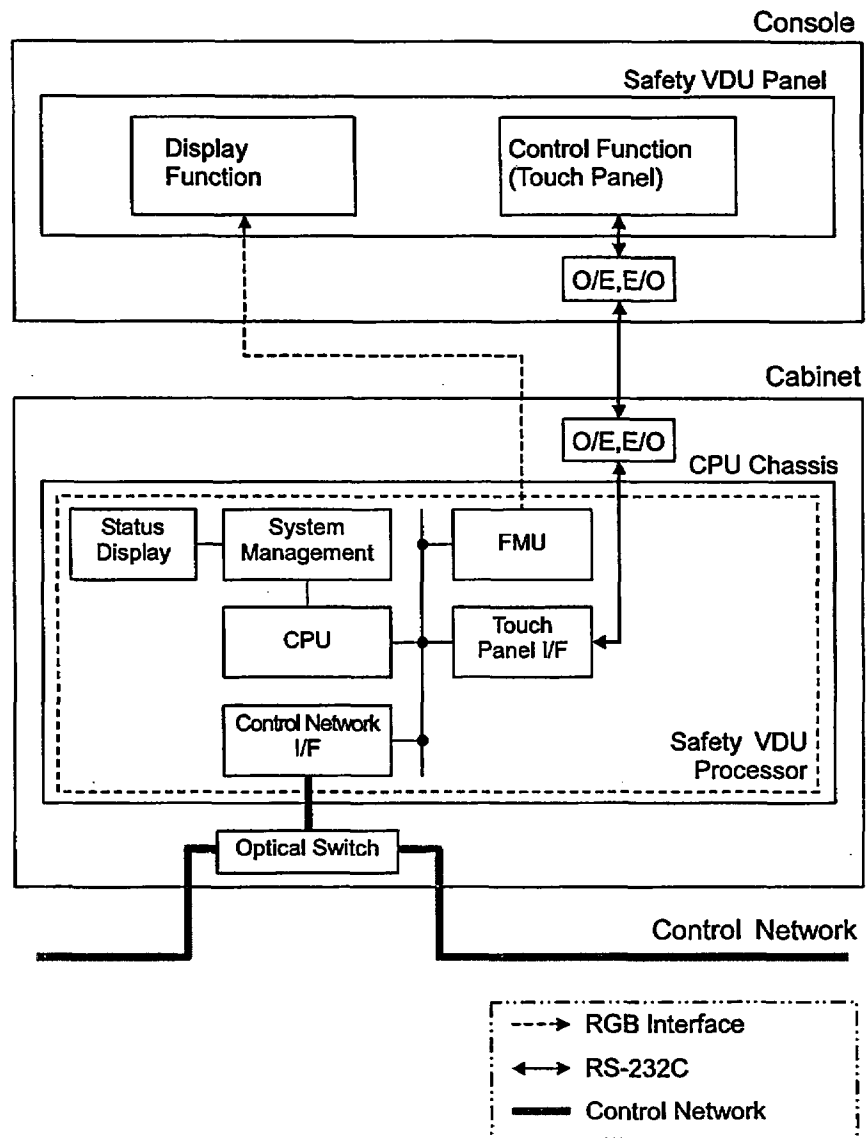 Console
Safety VDU Panel
Display
Function
Control Function
(Touch Panel)
O/E,E/O
Cabinet
O/E,E/O
CPU Chassis
Status
Display
System
Management
FMU
CPU
Touch
Panel I/F
Control Network
I/F
Safety VDU
Processor
Optical Switch
Control Network
RGB Interface
RS-232C
Control Network